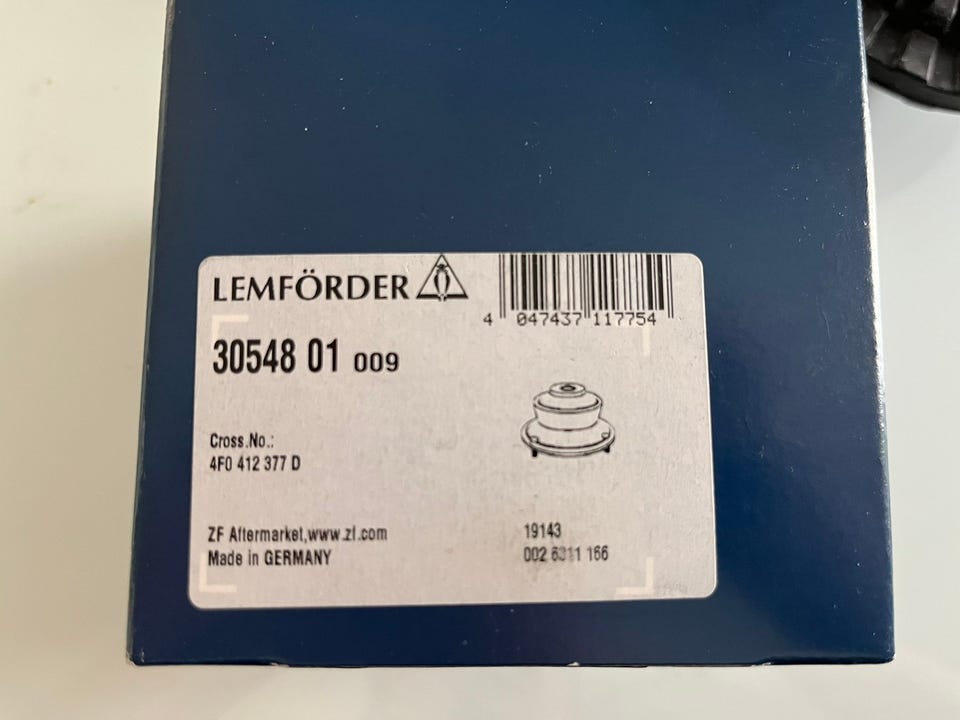 LEMFÖRDER
4 047437 117754
30548 01 009
Cross.No.:
4F0 412 377 D
ZF Aftermarket,www.zf.com
Made in GERMANY
19143
002 6311 166